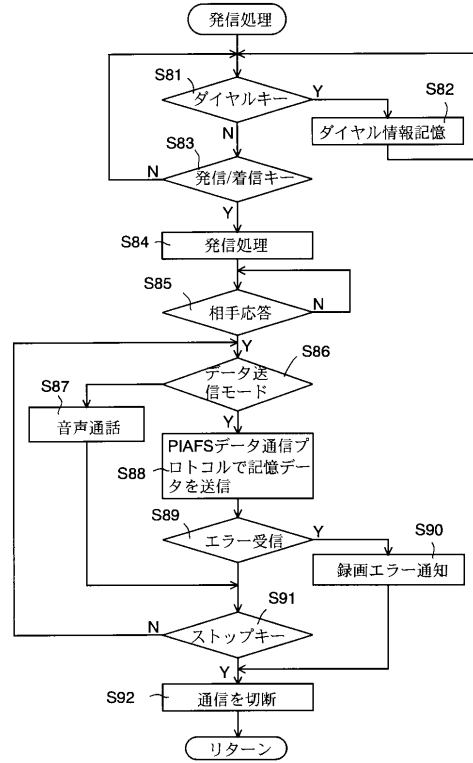 発信処理
S81
ダイヤルキー
Y
S82
ダイヤル情報記憶
N
S83
発信/着信キー
N
Y
S84
発信処理
S85
相手応答
N
Y
S86
データ送
信モード
S87
音声通話
Y
S88
PIAFSデータ通信プ
ロトコルで記憶デー
タを送信
S89
エラー受信
Y
S90
録画エラー通知
S91
ストップキー
N
Y
S92
通信を切断
リターン